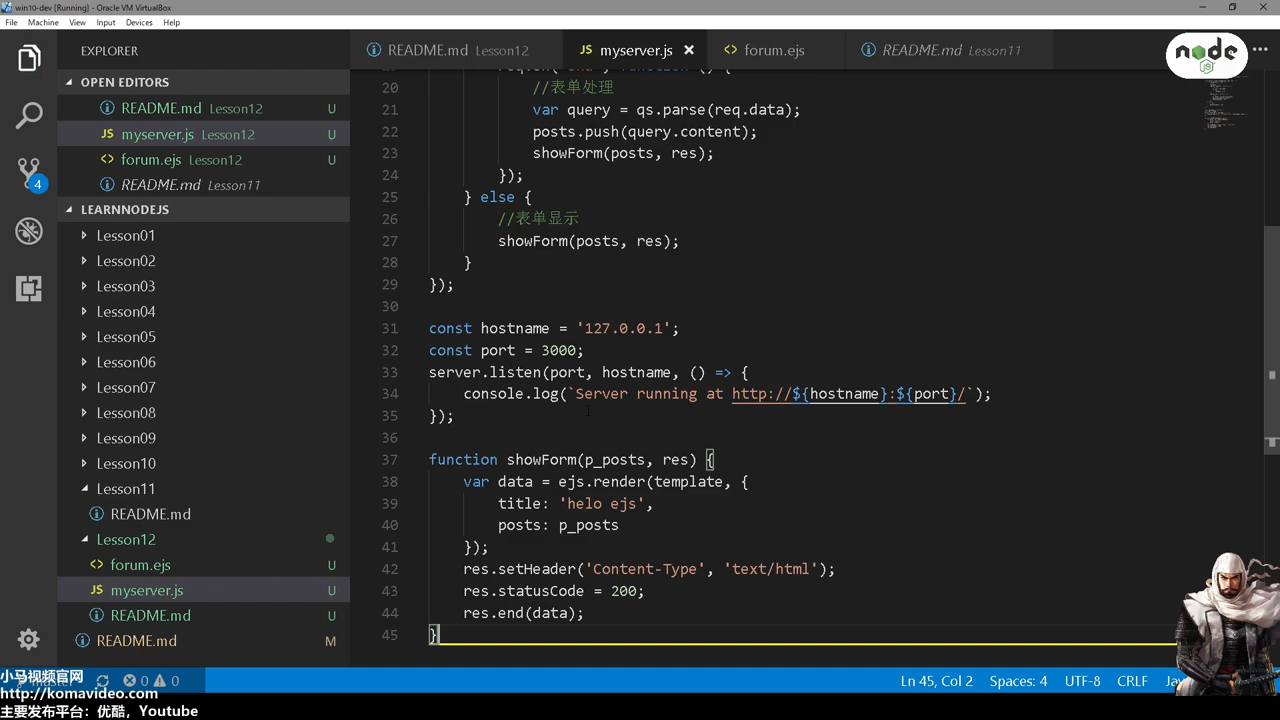 win10-dev [Running] - Oracle VM VirtualBox
File Machine View Input Devices Help
EXPLORER
README.md Lesson12
JS myserver.js
forum.ejs
README.md Lesson11
node
JS
OPEN EDITORS
README.md Lesson12 U
JS myserver.js Lesson12 U
forum.ejs Lesson12 U
README.md Lesson11
4
LEARNNODEJS
Lesson01
Lesson02
Lesson03
Lesson04
Lesson05
Lesson06
Lesson07
Lesson08
Lesson09
Lesson10
Lesson11
README.md
Lesson12
forum.ejs U
JS myserver.js U
README.md U
README.md M
20 //表单处理
21 var query = qs.parse(req.data);
22 posts.push(query.content);
23 showForm(posts, res);
24 });
25 } else {
26 //表单显示
27 showForm(posts, res);
28 }
29 });
30
31 const hostname = '127.0.0.1';
32 const port = 3000;
33 server.listen(port, hostname, () => {
34 console.log(`Server running at http://${hostname}:${port}/`);
35 });
36
37 function showForm(p_posts, res) {
38 var data = ejs.render(template, {
39 title: 'helo ejs',
40 posts: p_posts
41 });
42 res.setHeader('Content-Type', 'text/html');
43 res.statusCode = 200;
44 res.end(data);
45 }
小马视频官网
http://komavideo.com
主要发布平台：优酷，Youtube
0 0
Ln 45, Col 2 Spaces: 4 UTF-8 CRLF